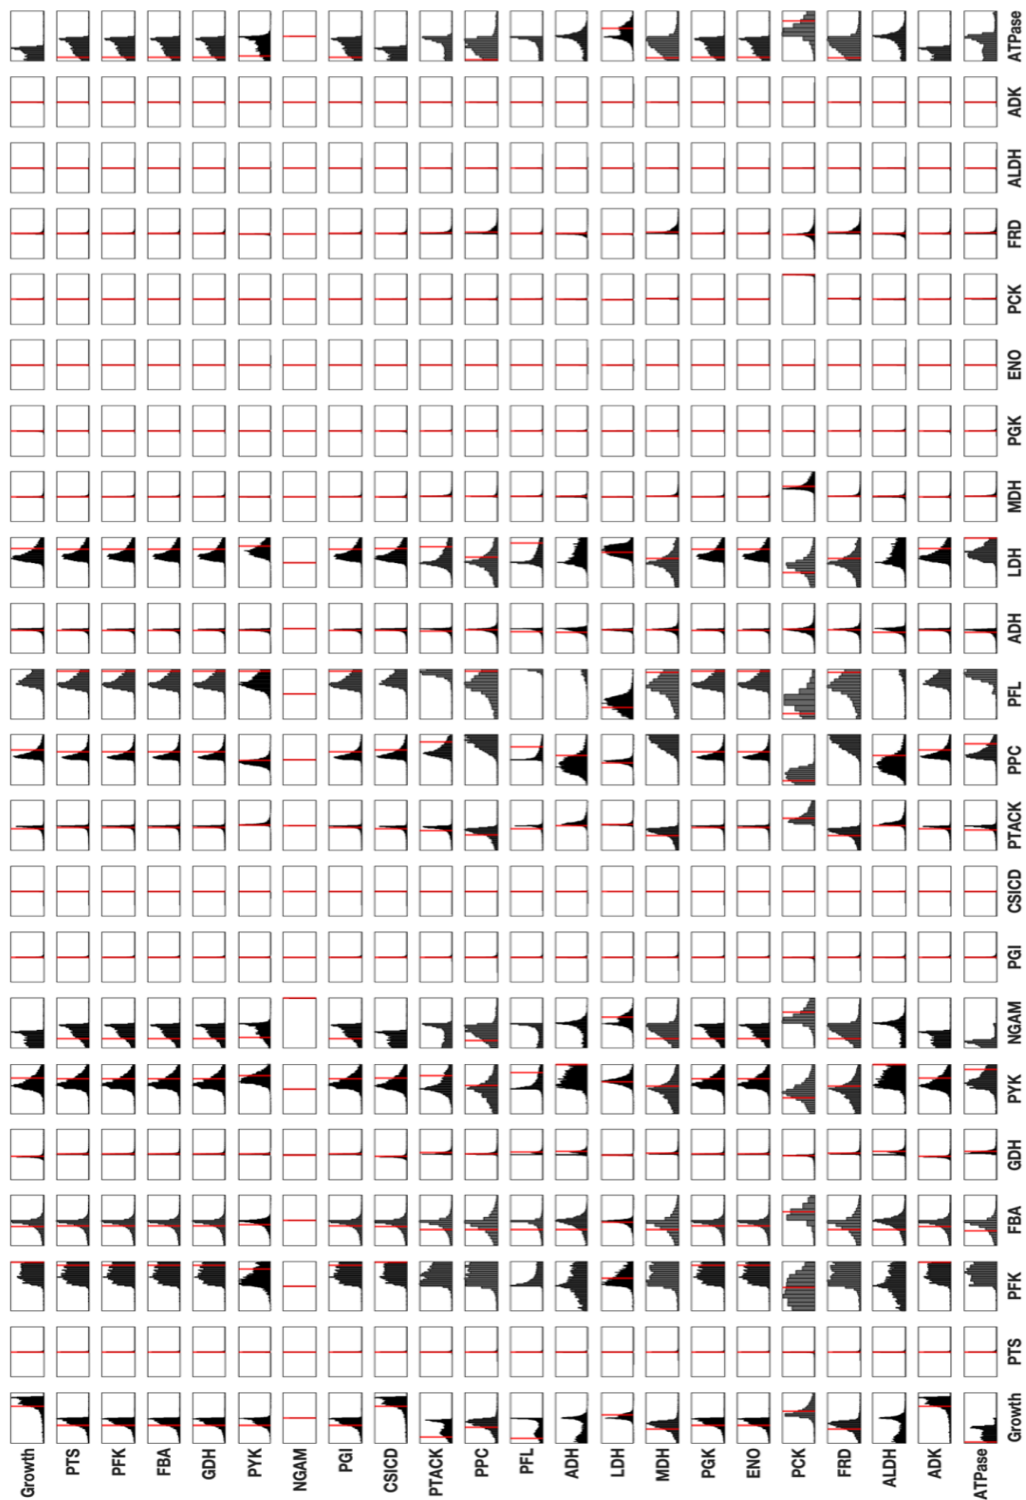 Growth
PTS
PFK
FBA
GDH
PYK
NGAM
PGI
CSICD
PTACK
PPC
PFL
ADH
LDH
MDH
PGK
ENO
PCK
FRD
ALDH
ADK
ATPase
Growth
PTS
PFK
FBA
GDH
PYK
NGAM
PGI
CSICD
PTACK
PPC
PFL
ADH
LDH
MDH
PGK
ENO
PCK
FRD
ALDH
ADK
ATPase